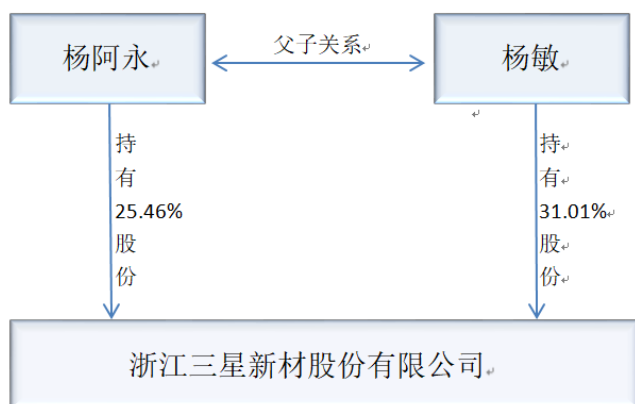 杨阿永
父子关系
杨敏
持
有
25.46%
股
份
持
有
31.01%
股
份
浙江三星新材股份有限公司